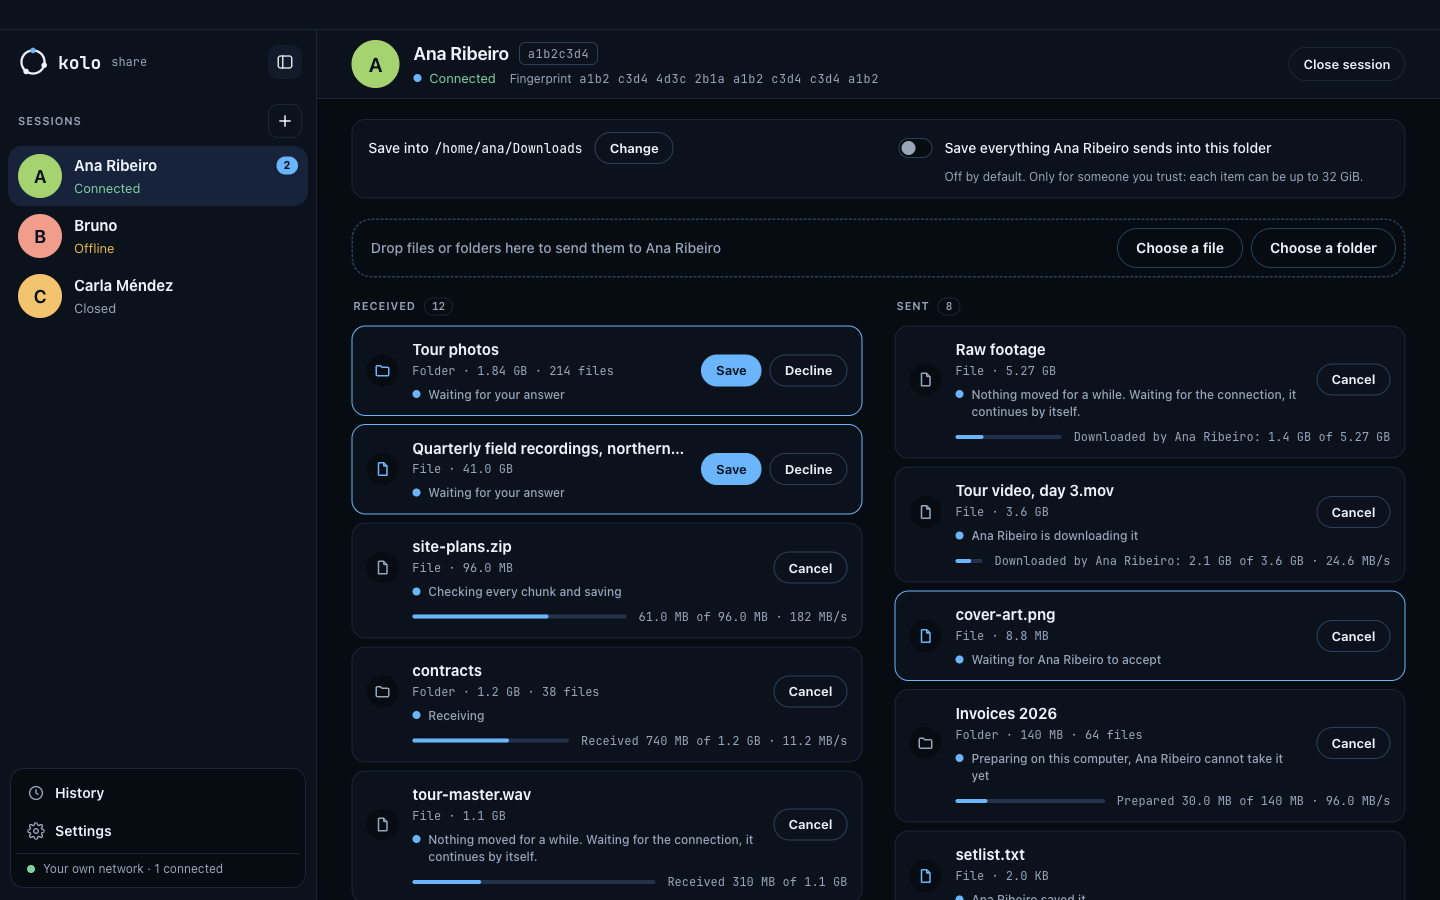 kolo share
SESSIONS
A
Ana Ribeiro
2
Connected
B
Bruno
Offline
C
Carla Méndez
Closed
History
Settings
Your own network · 1 connected
A
Ana Ribeiro a1b2c3d4
Connected Fingerprint a1b2 c3d4 4d3c 2b1a a1b2 c3d4 c3d4 a1b2
Close session
Save into /home/ana/Downloads Change
Save everything Ana Ribeiro sends into this folder
Off by default. Only for someone you trust: each item can be up to 32 GiB.
Drop files or folders here to send them to Ana Ribeiro
Choose a file
Choose a folder
RECEIVED 12
Tour photos
Folder · 1.84 GB · 214 files
Waiting for your answer
Save
Decline
Quarterly field recordings, northern...
File · 41.0 GB
Waiting for your answer
Save
Decline
site-plans.zip
File · 96.0 MB
Checking every chunk and saving
61.0 MB of 96.0 MB · 182 MB/s
Cancel
contracts
Folder · 1.2 GB · 38 files
Receiving
Received 740 MB of 1.2 GB · 11.2 MB/s
Cancel
tour-master.wav
File · 1.1 GB
Nothing moved for a while. Waiting for the connection, it
continues by itself.
Received 310 MB of 1.1 GB
Cancel
SENT 8
Raw footage
File · 5.27 GB
Nothing moved for a while. Waiting for the connection, it
continues by itself.
Downloaded by Ana Ribeiro: 1.4 GB of 5.27 GB
Cancel
Tour video, day 3.mov
File · 3.6 GB
Ana Ribeiro is downloading it
Downloaded by Ana Ribeiro: 2.1 GB of 3.6 GB · 24.6 MB/s
Cancel
cover-art.png
File · 8.8 MB
Waiting for Ana Ribeiro to accept
Cancel
Invoices 2026
Folder · 140 MB · 64 files
Preparing on this computer, Ana Ribeiro cannot take it
yet
Prepared 30.0 MB of 140 MB · 96.0 MB/s
Cancel
setlist.txt
File · 2.0 KB
Ana Ribeiro saved it